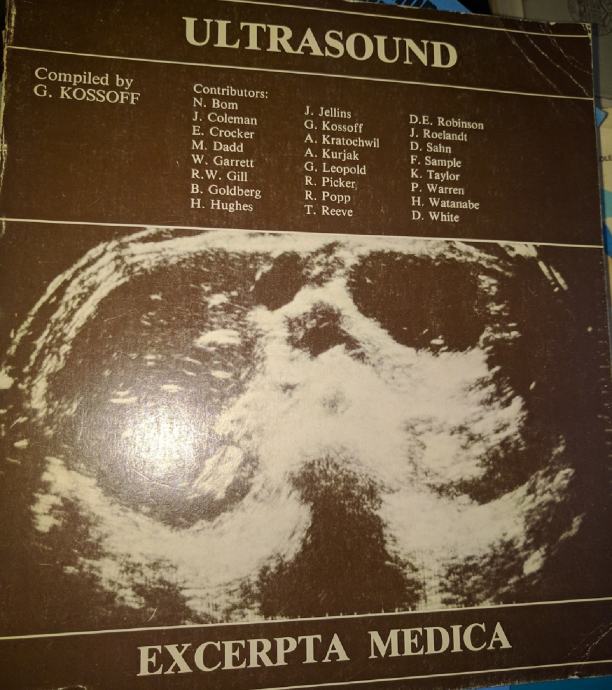 ULTRASOUND
Compiled by
G. KOSSOFF
Contributors:
N. Bom
J. Coleman
E. Crocker
M. Dadd
W. Garrett
R.W. Gill
B. Goldberg
H. Hughes
J. Jellins
G. Kossoff
A. Kratochwil
A. Kurjak
G. Leopold
R. Picker
R. Popp
T. Reeve
D.E. Robinson
J. Roelandt
D. Sahn
F. Sample
K. Taylor
P. Warren
H. Watanabe
D. White
EXCERPTA MEDICA